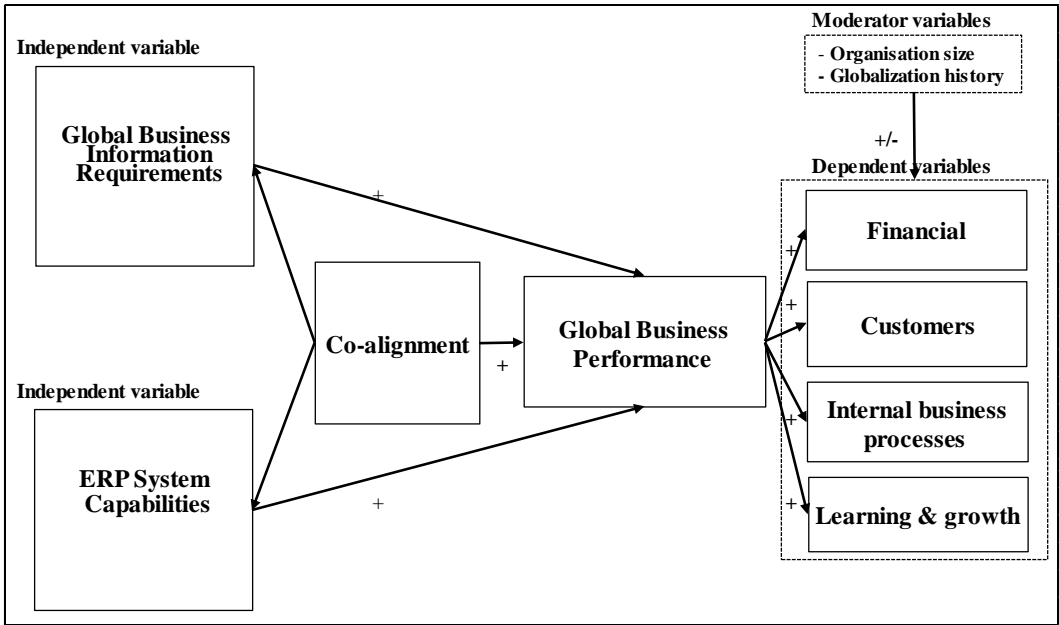 Moderator variables
- Organisation size
- Globalization history
+/-
Dependent variables
Independent variable
Global Business
Information
Requirements
+
Co-alignment
+
Global Business
Performance
Independent variable
ERP System
Capabilities
+
+
Financial
+
Customers
+
Internal business
processes
+
Learning & growth